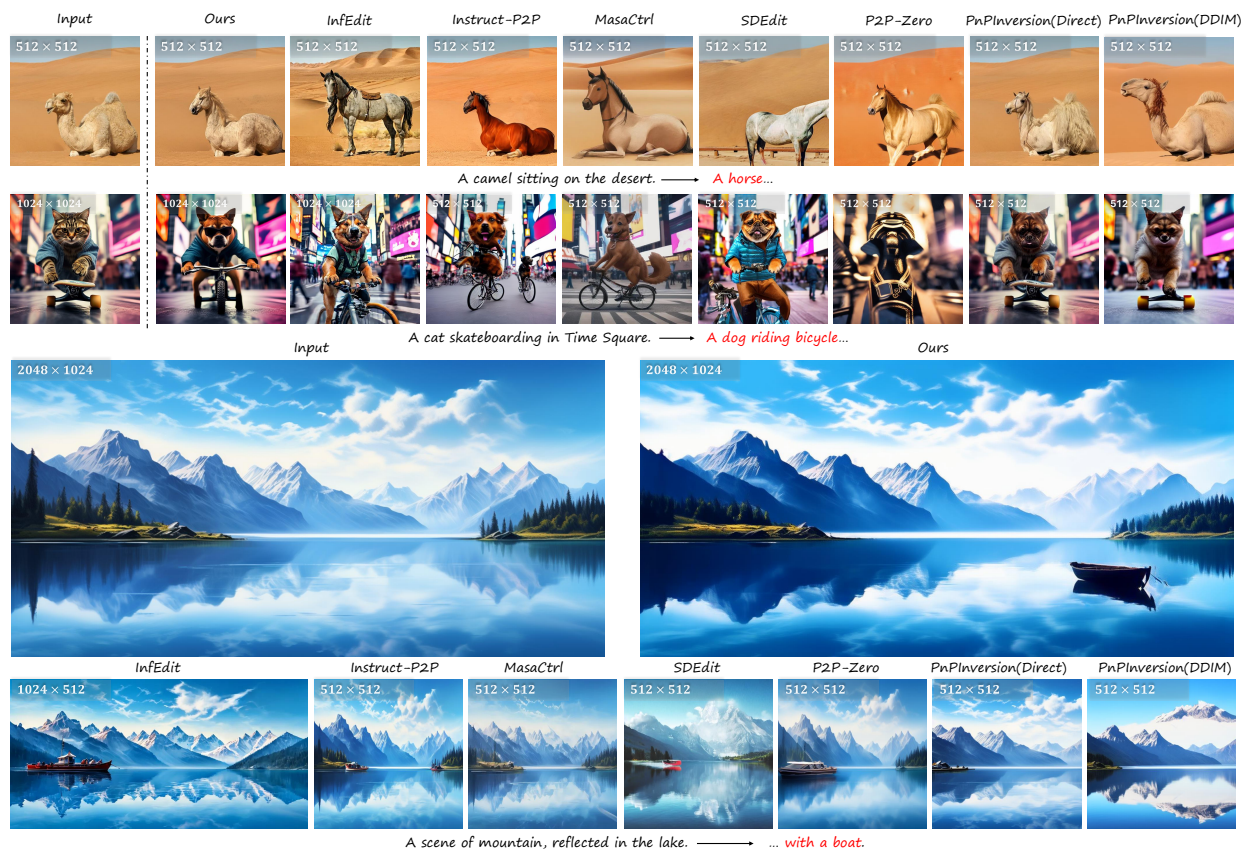 Input Ours InfEdit Instruct-P2P MasaCtrl SDEdit P2P-Zero PnPInversion(Direct) PnPInversion(DDIM)
512 × 512 512 × 512 512 × 512 512 × 512 512 × 512 512 × 512 512 × 512 512 × 512 512 × 512
A camel sitting on the desert. → A horse...
1024 × 1024 1024 × 1024 1024 × 1024 512 × 512 512 × 512 512 × 512 512 × 512 512 × 512 512 × 512
A cat skateboarding in Time Square. → A dog riding bicycle...
Input Ours
2048 × 1024 2048 × 1024
InfEdit Instruct-P2P MasaCtrl SDEdit P2P-Zero PnPInversion(Direct) PnPInversion(DDIM)
1024 × 512 512 × 512 512 × 512 512 × 512 512 × 512 512 × 512 512 × 512
A scene of mountain, reflected in the lake. → ... with a boat.